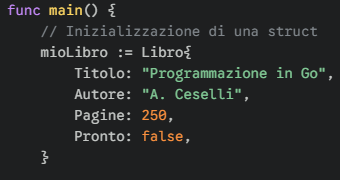 func main() {
    // Inizializzazione di una struct
    mioLibro := Libro{
        Titolo: "Programmazione in Go",
        Autore: "A. Ceselli",
        Pagine: 250,
        Pronto: false,
    }